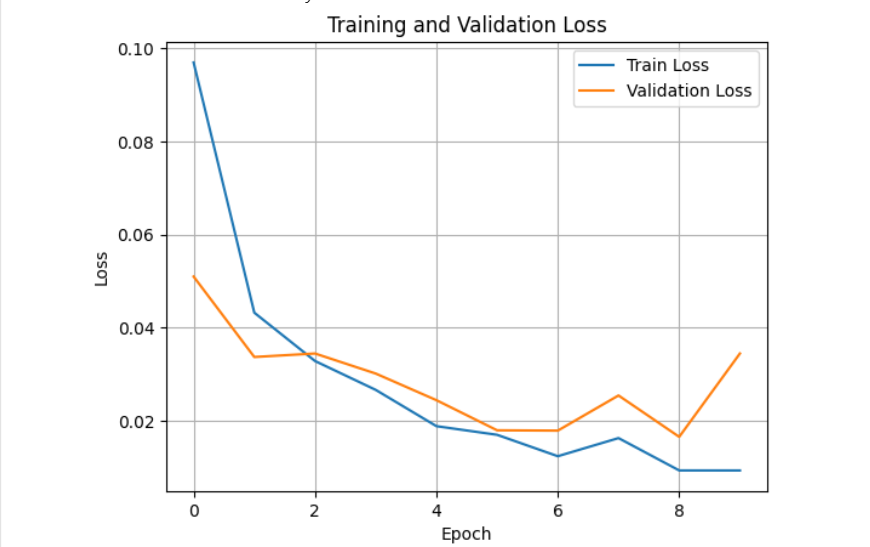 Training and Validation Loss
Train Loss
Validation Loss
0.10
0.08
0.06
0.04
0.02
Loss
0 2 4 6 8
Epoch